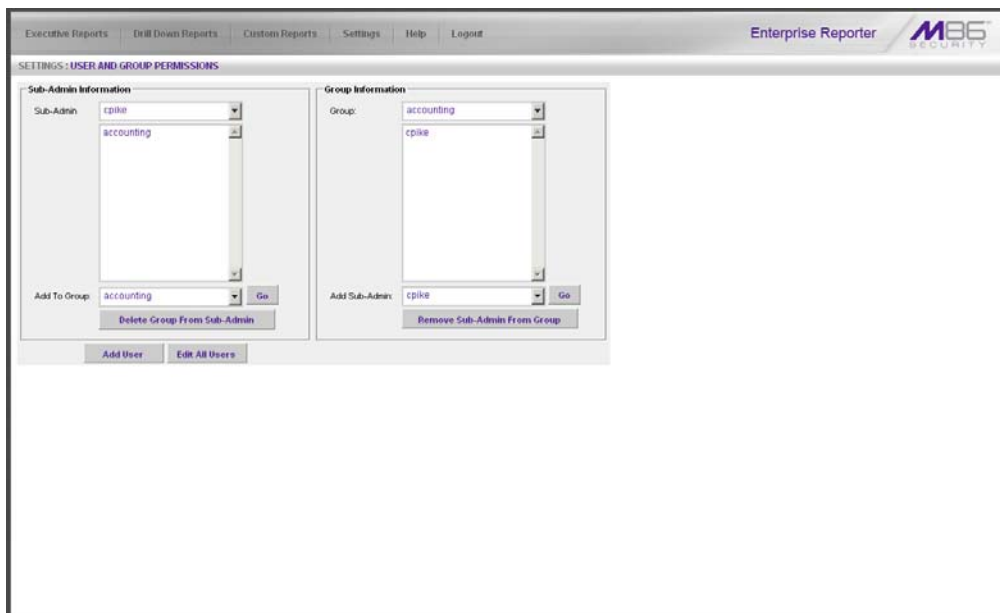 Executive Reports Drill Down Reports Custom Reports Settings Help Logout
Enterprise Reporter
M86
SECURITY
SETTINGS : USER AND GROUP PERMISSIONS
Sub-Admin Information
Sub-Admin cpike
accounting
Add To Group: accounting Go
Delete Group From Sub-Admin
Group Information
Group: accounting
cpike
Add Sub-Admin: cpike Go
Remove Sub-Admin From Group
Add User Edit All Users